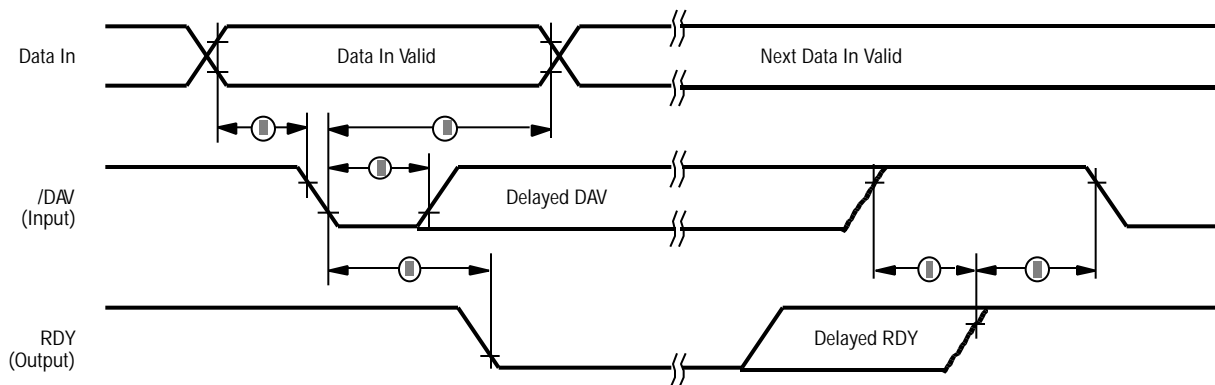 Data In
Data In Valid
Next Data In Valid
/DAV
(Input)
Delayed DAV
RDY
(Output)
Delayed RDY